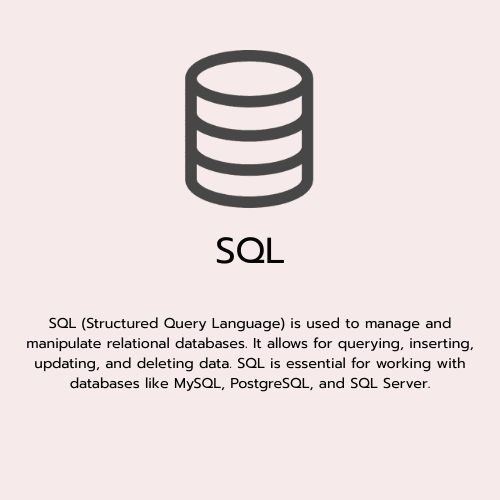 SQL
SQL (Structured Query Language) is used to manage and
manipulate relational databases. It allows for querying, inserting,
updating, and deleting data. SQL is essential for working with
databases like MySQL, PostgreSQL, and SQL Server.